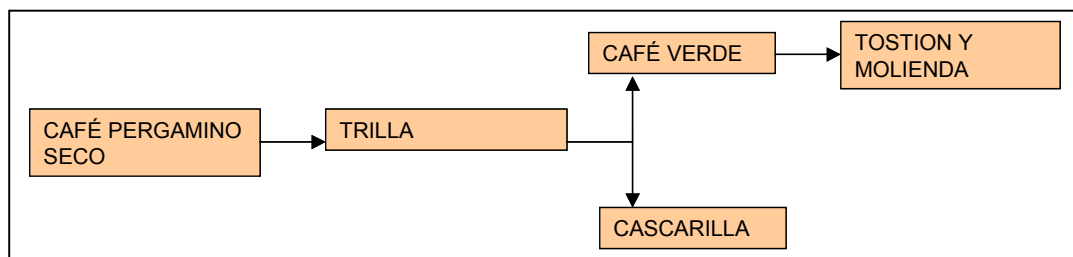 CAFÉ PERGAMINO
SECO
TRILLA
CAFÉ VERDE
TOSTION Y
MOLIENDA
CASCARILLA